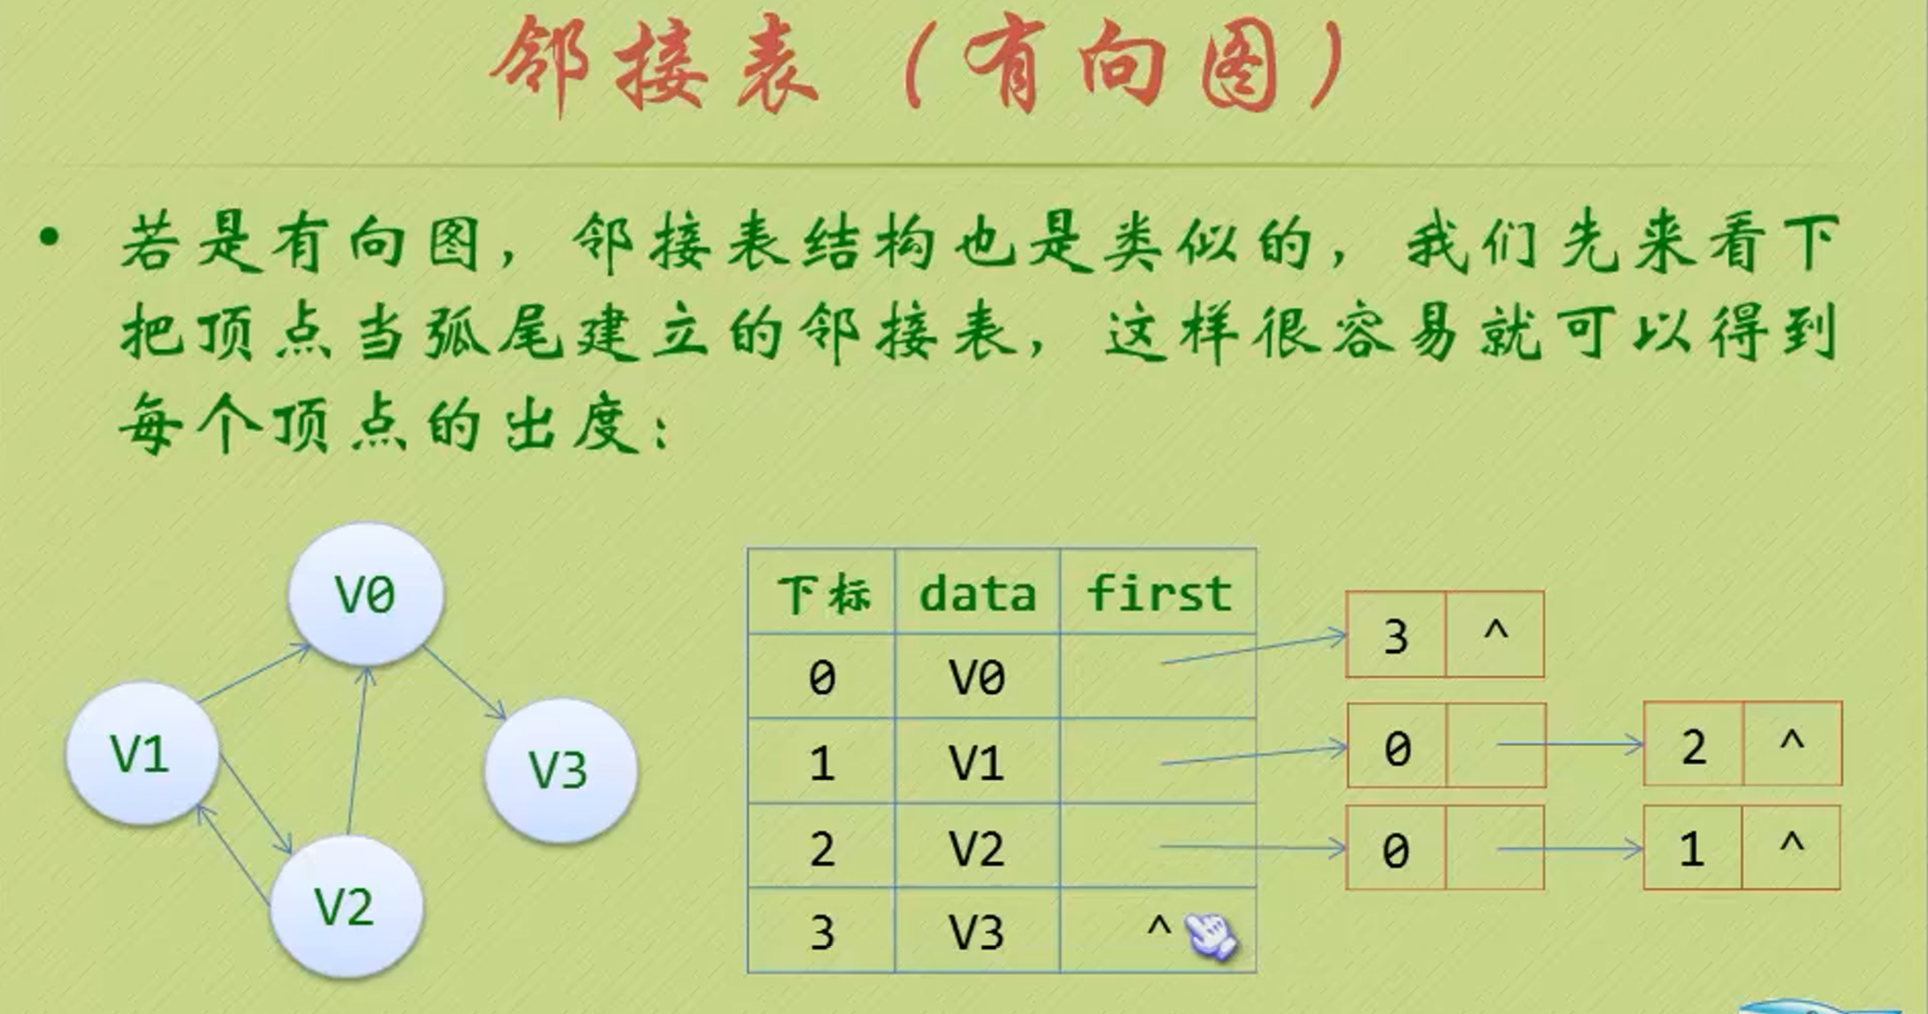 邻接表（有向图）
• 若是有向图，邻接表结构也是类似的，我们先来看下
把顶点当弧尾建立的邻接表，这样很容易就可以得到
每个顶点的出度：
V0
V1
V3
V2
下标 data first
0 V0 3 ^
1 V1 0 2 ^
2 V2 0 1 ^
3 V3 ^